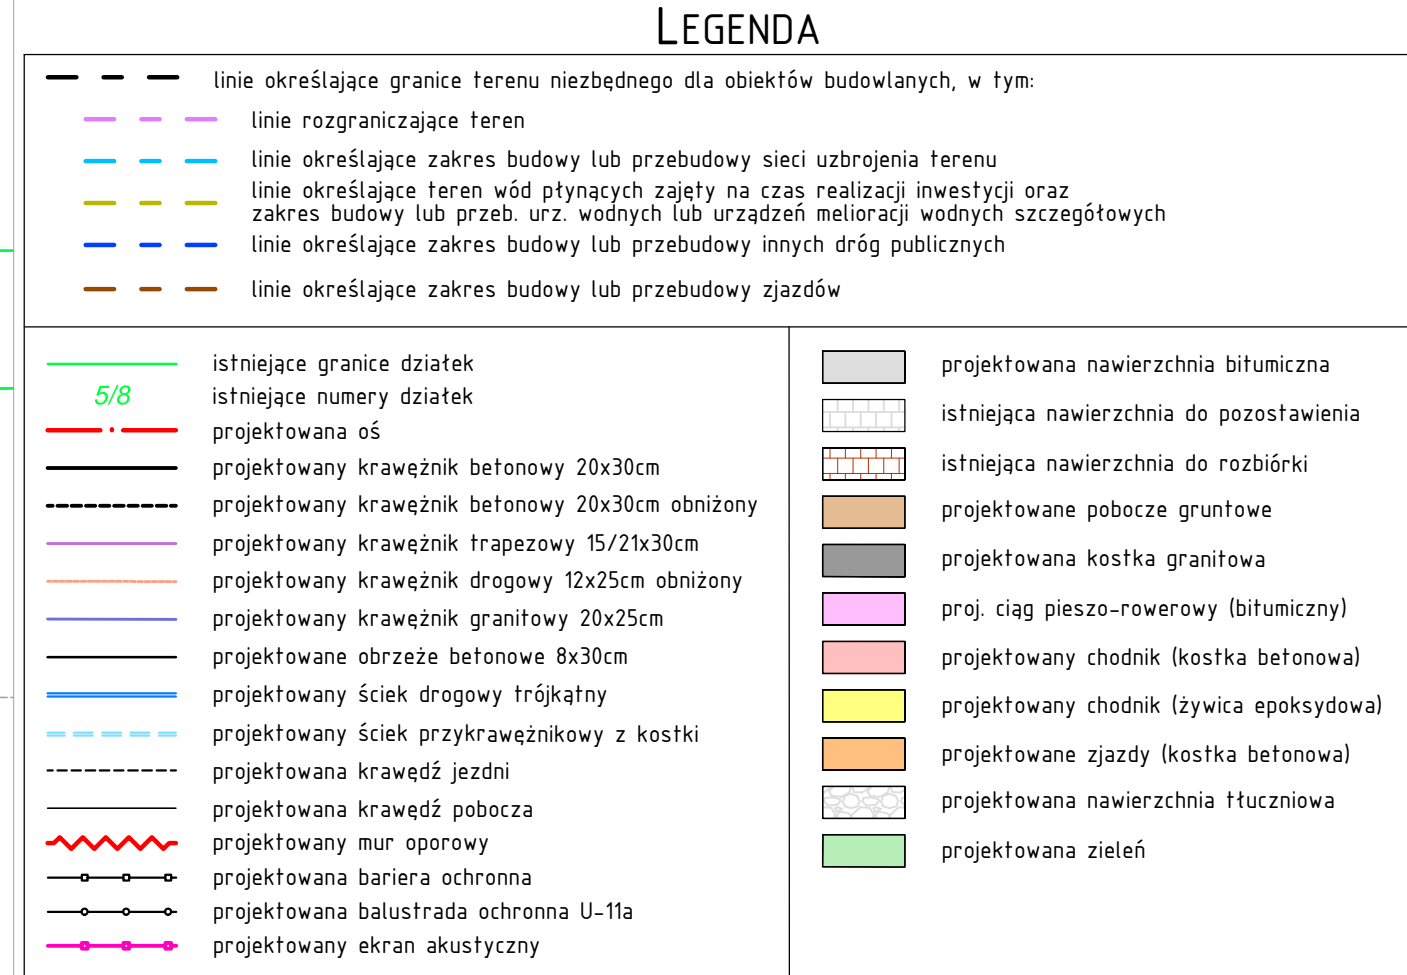 LEGENDA
linie określające granice terenu niezbędnego dla obiektów budowlanych, w tym:
linie rozgraniczające teren
linie określające zakres budowy lub przebudowy sieci uzbrojenia terenu
linie określające teren wód płynących zajęty na czas realizacji inwestycji oraz
zakres budowy lub przeb. urz. wodnych lub urządzeń melioracji wodnych szczegółowych
linie określające zakres budowy lub przebudowy innych dróg publicznych
linie określające zakres budowy lub przebudowy zjazdów
istniejące granice działek
5/8 istniejące numery działek
projektowana oś
projektowany krawężnik betonowy 20x30cm
projektowany krawężnik betonowy 20x30cm obniżony
projektowany krawężnik trapezowy 15/21x30cm
projektowany krawężnik drogowy 12x25cm obniżony
projektowany krawężnik granitowy 20x25cm
projektowane obrzeże betonowe 8x30cm
projektowany ściek drogowy trójkątny
projektowany ściek przykrawężnikowy z kostki
projektowana krawędź jezdni
projektowana krawędź pobocza
projektowany mur oporowy
projektowana bariera ochronna
projektowana balustrada ochronna U-11a
projektowany ekran akustyczny
projektowana nawierzchnia bitumiczna
istniejąca nawierzchnia do pozostawienia
istniejąca nawierzchnia do rozbiórki
projektowane pobocze gruntowe
projektowana kostka granitowa
proj. ciąg pieszo-rowerowy (bitumiczny)
projektowany chodnik (kostka betonowa)
projektowany chodnik (żywica epoksydowa)
projektowane zjazdy (kostka betonowa)
projektowana nawierzchnia tłuczniowa
projektowana zieleń